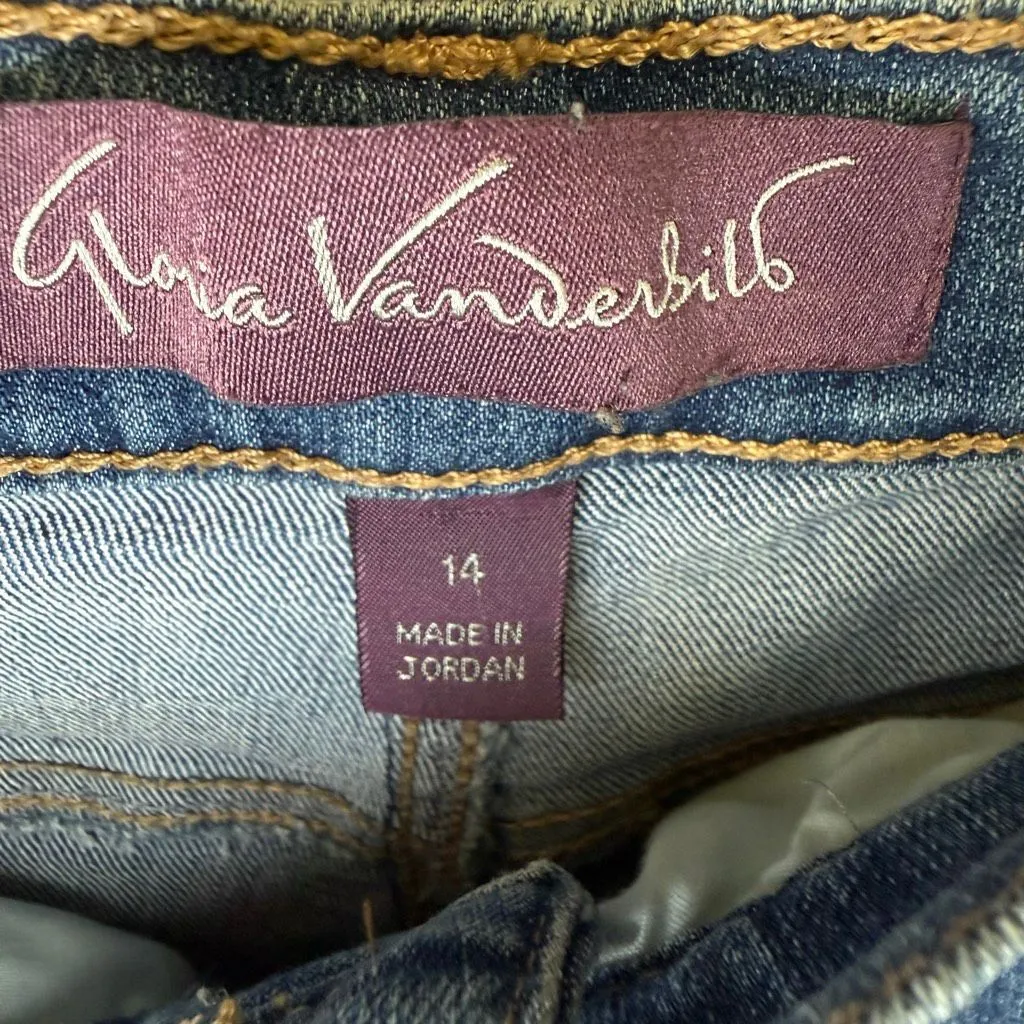 Gloria Vanderbilt
14
MADE IN
JORDAN